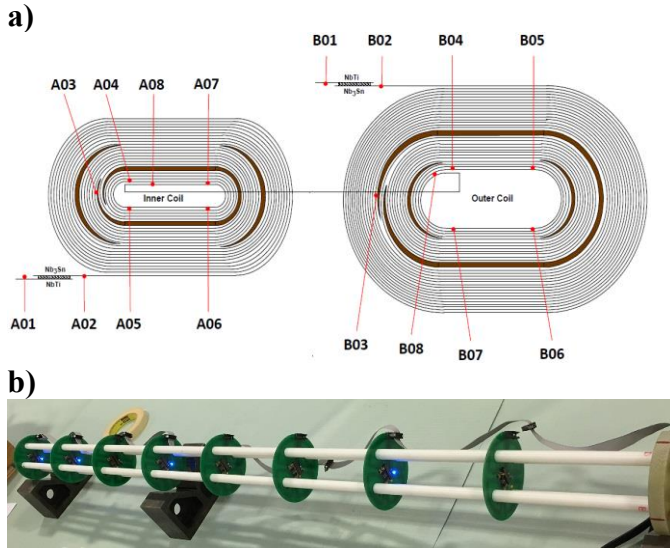 a)
B01 B02 B04 B05
NbTi
Nb₃Sn
A03 A04 A08 A07
Inner Coil
Outer Coil
Nb₃Sn
NbTi
A01 A02 A05 A06
B03 B08 B07 B06
b)